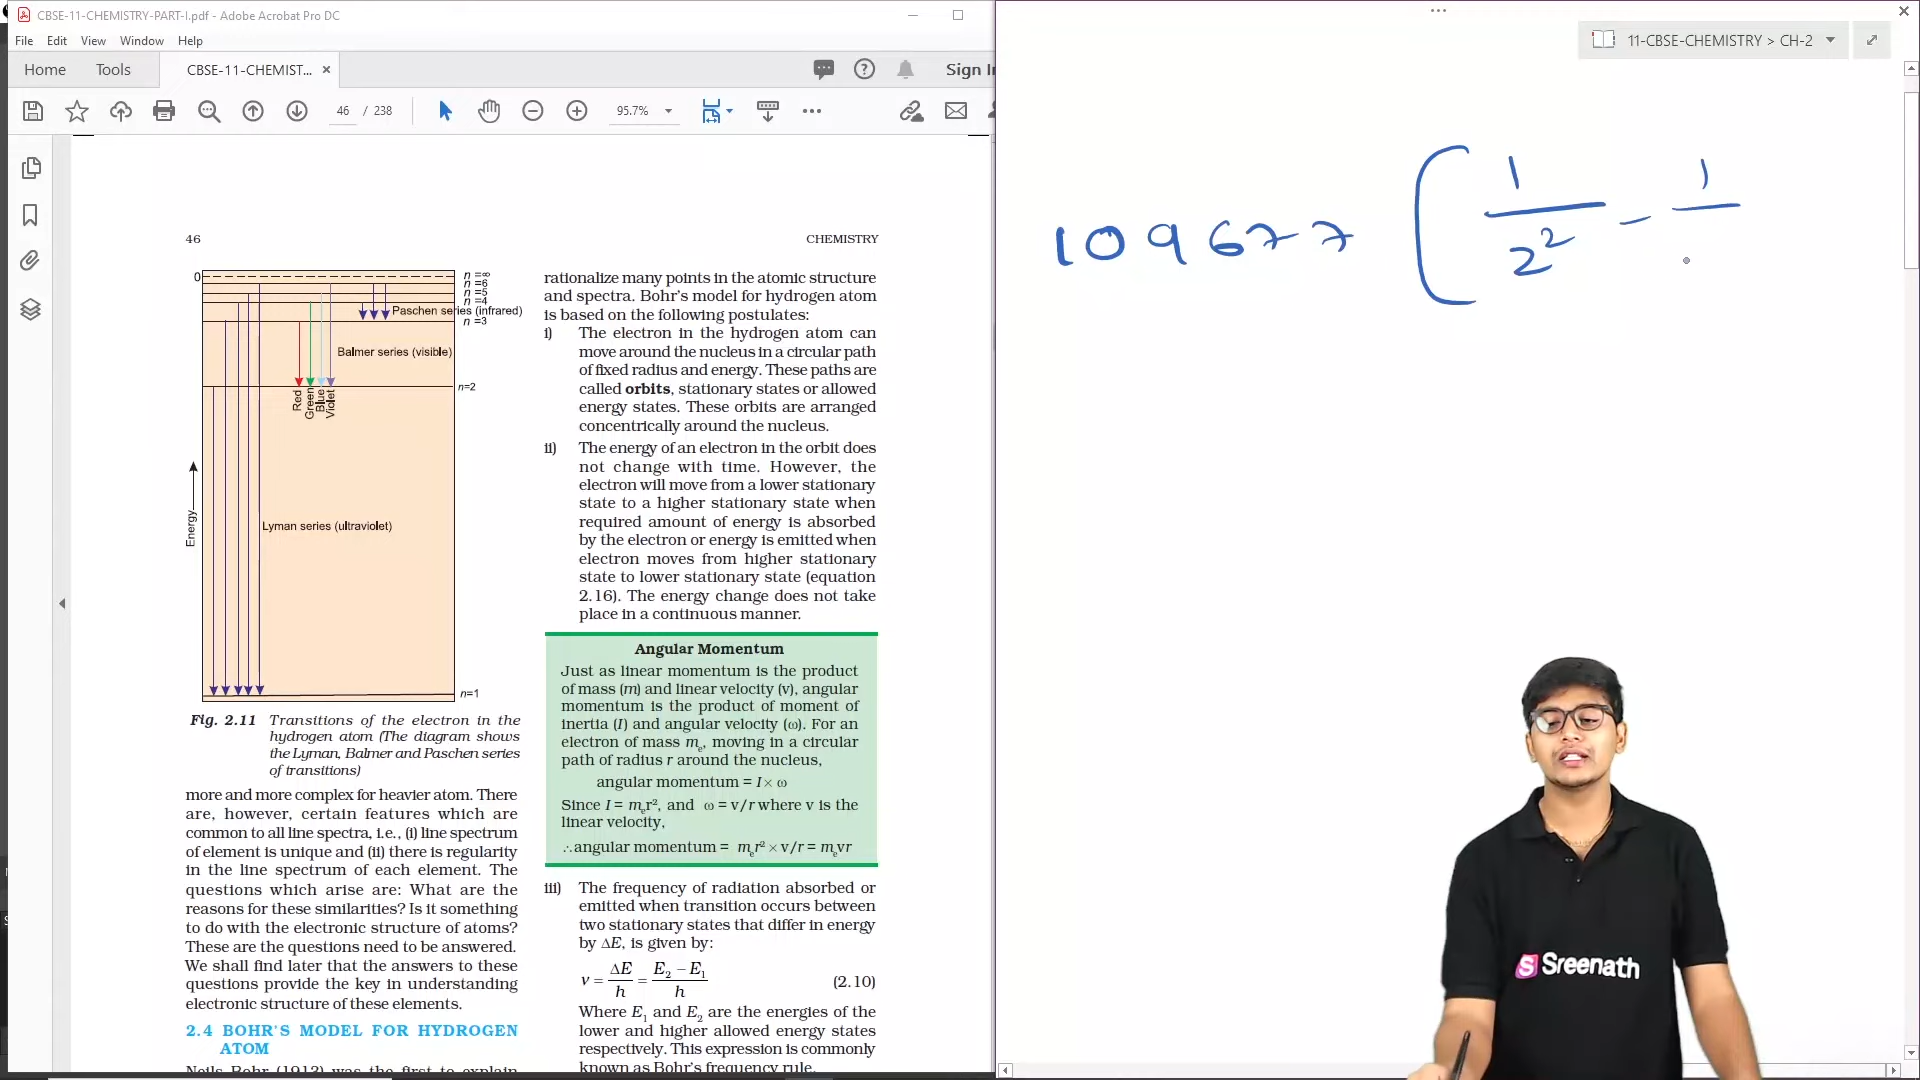 CBSE-11-CHEMISTRY-PART-I.pdf - Adobe Acrobat Pro DC
File Edit View Window Help
Home Tools CBSE-11-CHEMIST... × Sign In
46 / 238 95.7%
46 CHEMISTRY
0
n =∞
n =6
n =5
n =4
Paschen series (infrared)
n =3
Balmer series (visible)
n=2
Red
Green
Blue
Violet
Energy
Lyman series (ultraviolet)
n=1
Fig. 2.11 Transitions of the electron in the
hydrogen atom (The diagram shows
the Lyman, Balmer and Paschen series
of transitions)
more and more complex for heavier atom. There
are, however, certain features which are
common to all line spectra, i.e., (i) line spectrum
of element is unique and (ii) there is regularity
in the line spectrum of each element. The
questions which arise are: What are the
reasons for these similarities? Is it something
to do with the electronic structure of atoms?
These are the questions need to be answered.
We shall find later that the answers to these
questions provide the key in understanding
electronic structure of these elements.
2.4 BOHR'S MODEL FOR HYDROGEN
ATOM
Neils Bohr (1913) was the first to explain
rationalize many points in the atomic structure
and spectra. Bohr's model for hydrogen atom
is based on the following postulates:
i) The electron in the hydrogen atom can
move around the nucleus in a circular path
of fixed radius and energy. These paths are
called orbits, stationary states or allowed
energy states. These orbits are arranged
concentrically around the nucleus.
ii) The energy of an electron in the orbit does
not change with time. However, the
electron will move from a lower stationary
state to a higher stationary state when
required amount of energy is absorbed
by the electron or energy is emitted when
electron moves from higher stationary
state to lower stationary state (equation
2.16). The energy change does not take
place in a continuous manner.
Angular Momentum
Just as linear momentum is the product
of mass (m) and linear velocity (v), angular
momentum is the product of moment of
inertia (I) and angular velocity (ω). For an
electron of mass mₑ, moving in a circular
path of radius r around the nucleus,
angular momentum = I × ω
Since I = mₑr², and ω = v/r where v is the
linear velocity,
∴angular momentum = mₑr² × v/r = mₑvr
iii) The frequency of radiation absorbed or
emitted when transition occurs between
two stationary states that differ in energy
by ΔE, is given by:
ν = ΔE/h = (E₂ − E₁)/h (2.10)
Where E₁ and E₂ are the energies of the
lower and higher allowed energy states
respectively. This expression is commonly
known as Bohr's frequency rule.
11-CBSE-CHEMISTRY > CH-2
109677 [ 1/2² − 1/
Sreenath